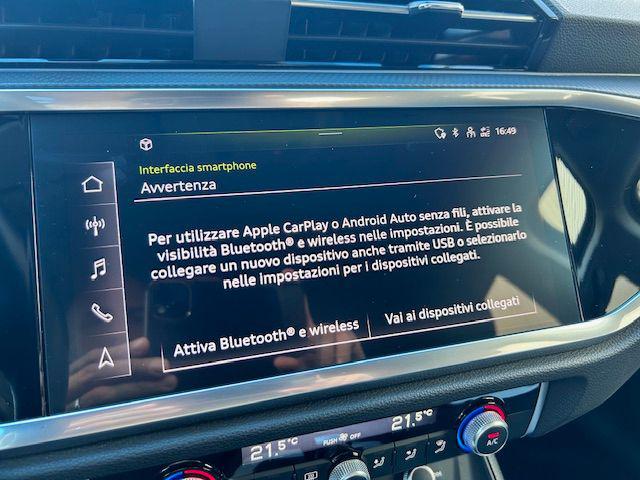 16:49
Interfaccia smartphone
Avvertenza
Per utilizzare Apple CarPlay o Android Auto senza fili, attivare la
visibilità Bluetooth® e wireless nelle impostazioni. È possibile
collegare un nuovo dispositivo anche tramite USB o selezionarlo
nelle impostazioni per i dispositivi collegati.
Attiva Bluetooth® e wireless
Vai ai dispositivi collegati
21.5°C PUSH OFF 21.5°C
A/C